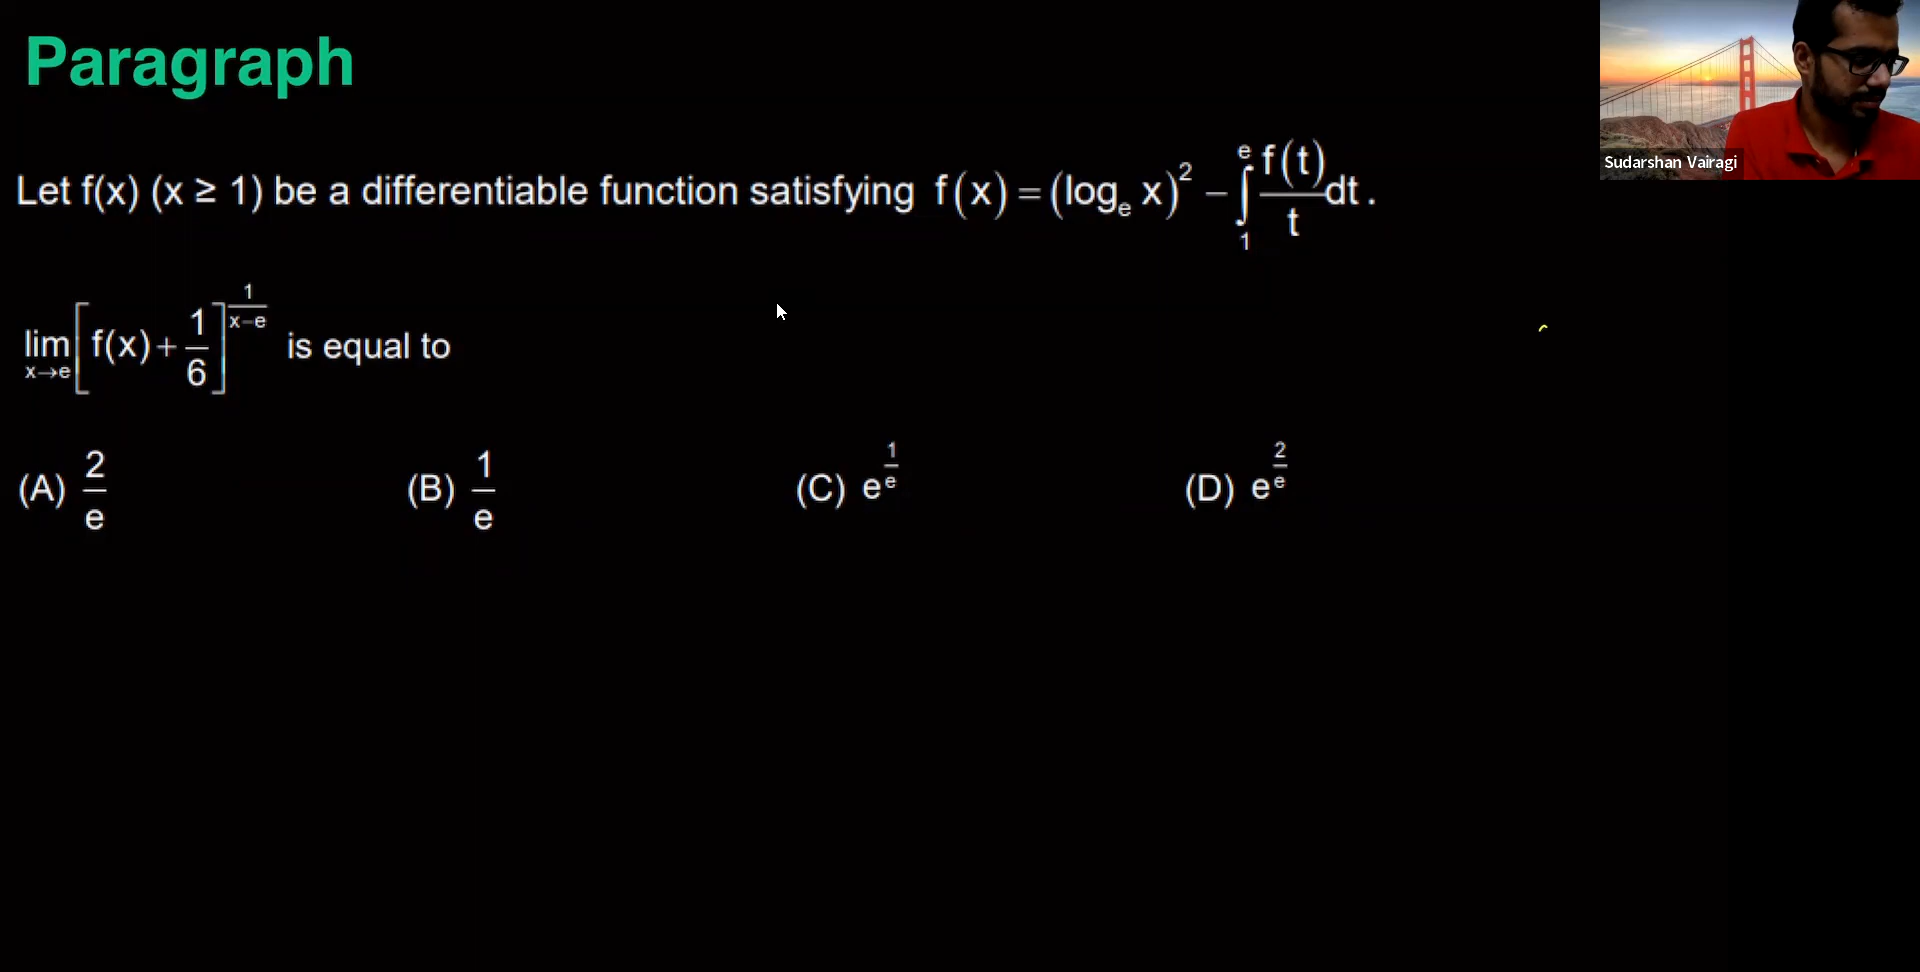 Paragraph
Sudarshan Vairagi
Let f(x) (x ≥ 1) be a differentiable function satisfying f(x) = (logₑ x)² − ∫₁ᵉ f(t)/t dt .
lim x→e [ f(x) + 1/6 ]^(1/(x−e)) is equal to
(A) 2/e (B) 1/e (C) e^(1/e) (D) e^(2/e)